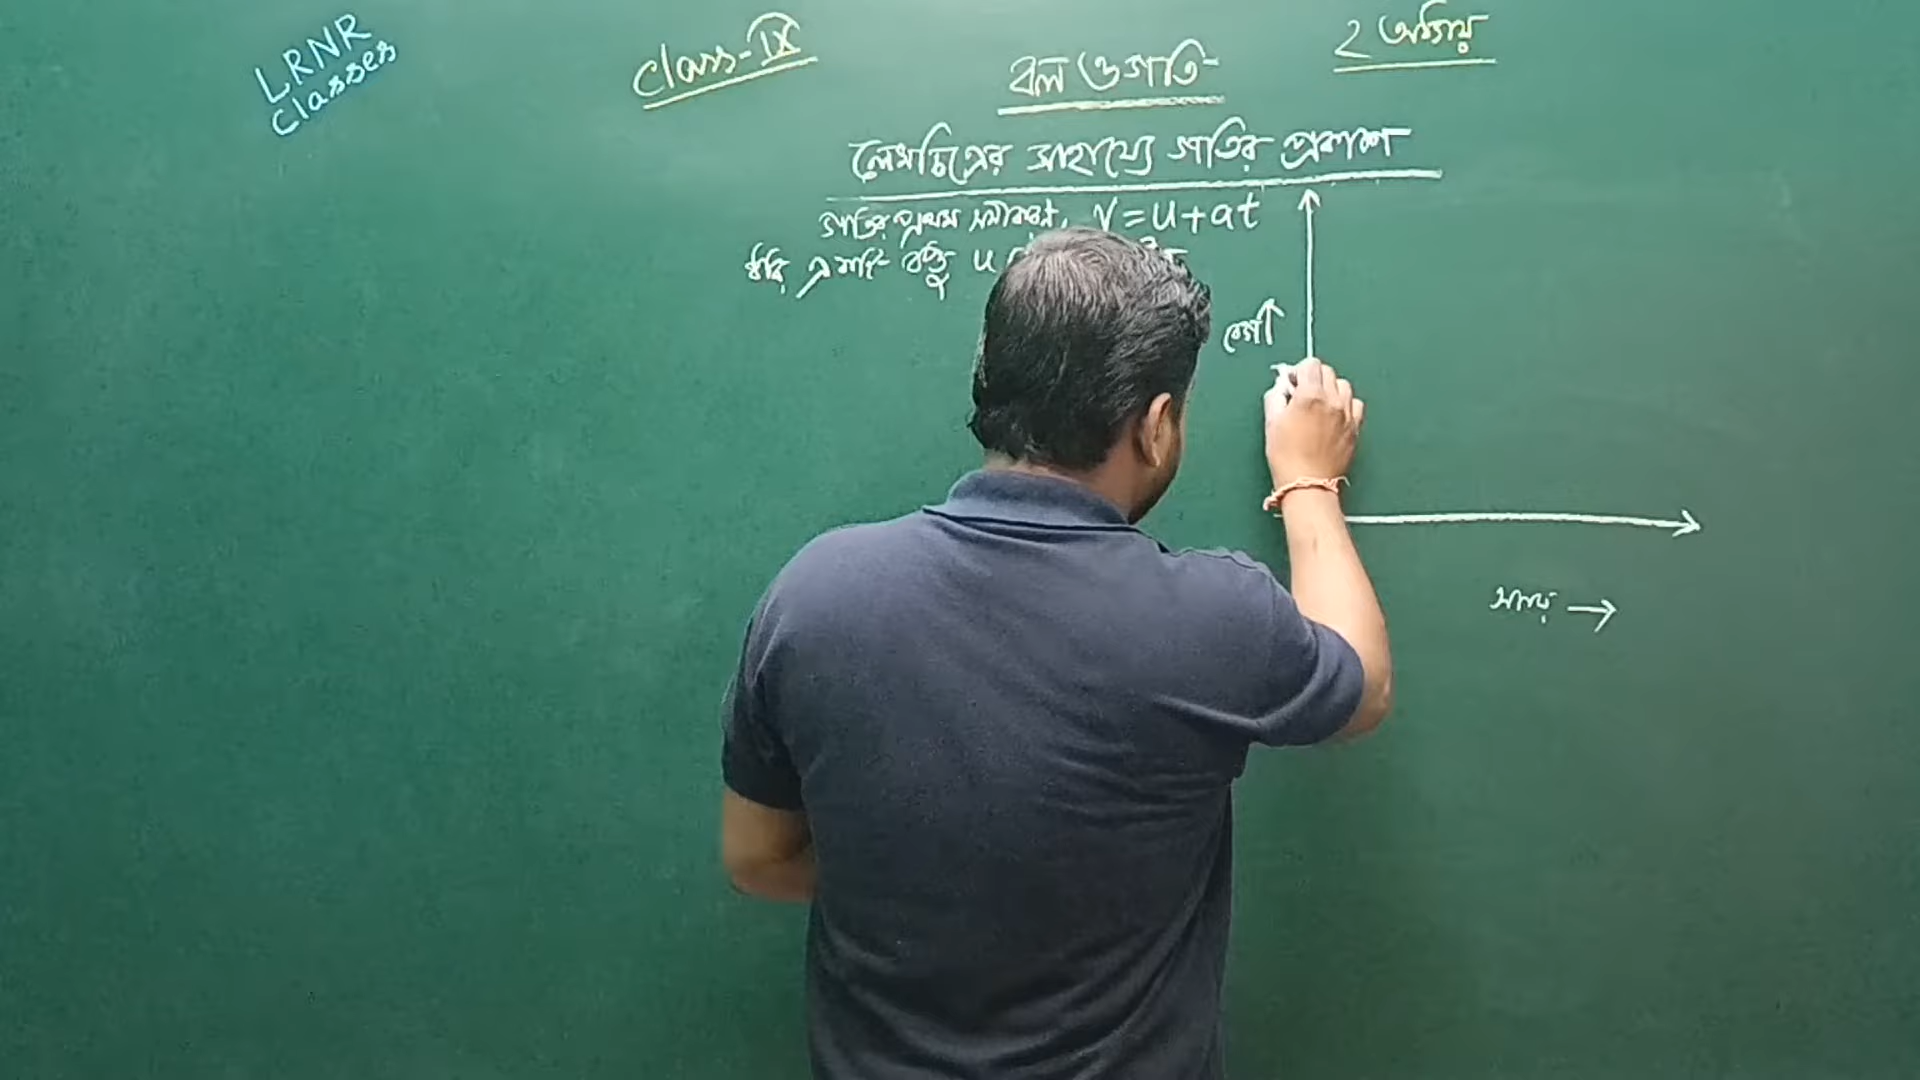 LRNR
Classes
Class-IX
বল ও গতি
2 অধ্যায়
লেখচিত্রের সাহায্যে গতির প্রকাশ
গতির প্রথম সমীকরণ, v=u+at
ধরি, একটি বস্তু u
বেগ↑
সময় →